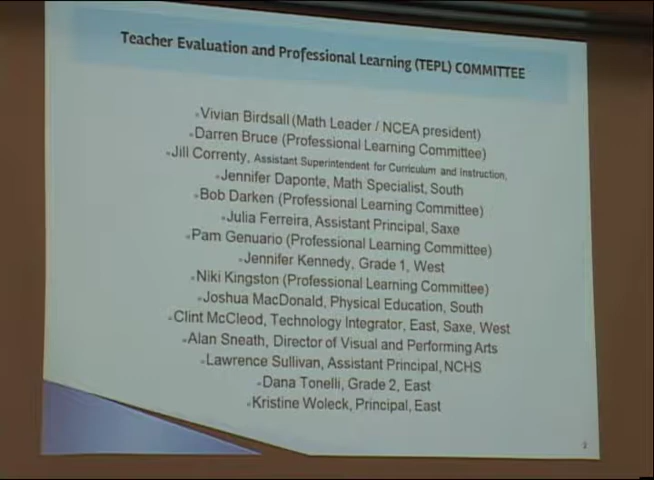 Teacher Evaluation and Professional Learning (TEPL) COMMITTEE
Vivian Birdsall (Math Leader / NCEA president)
Darren Bruce (Professional Learning Committee)
Jill Correnty, Assistant Superintendent for Curriculum and Instruction,
Jennifer Daponte, Math Specialist, South
Bob Darken (Professional Learning Committee)
Julia Ferreira, Assistant Principal, Saxe
Pam Genuario (Professional Learning Committee)
Jennifer Kennedy, Grade 1, West
Niki Kingston (Professional Learning Committee)
Joshua MacDonald, Physical Education, South
Clint McCleod, Technology Integrator, East, Saxe, West
Alan Sneath, Director of Visual and Performing Arts
Lawrence Sullivan, Assistant Principal, NCHS
Dana Tonelli, Grade 2, East
Kristine Woleck, Principal, East